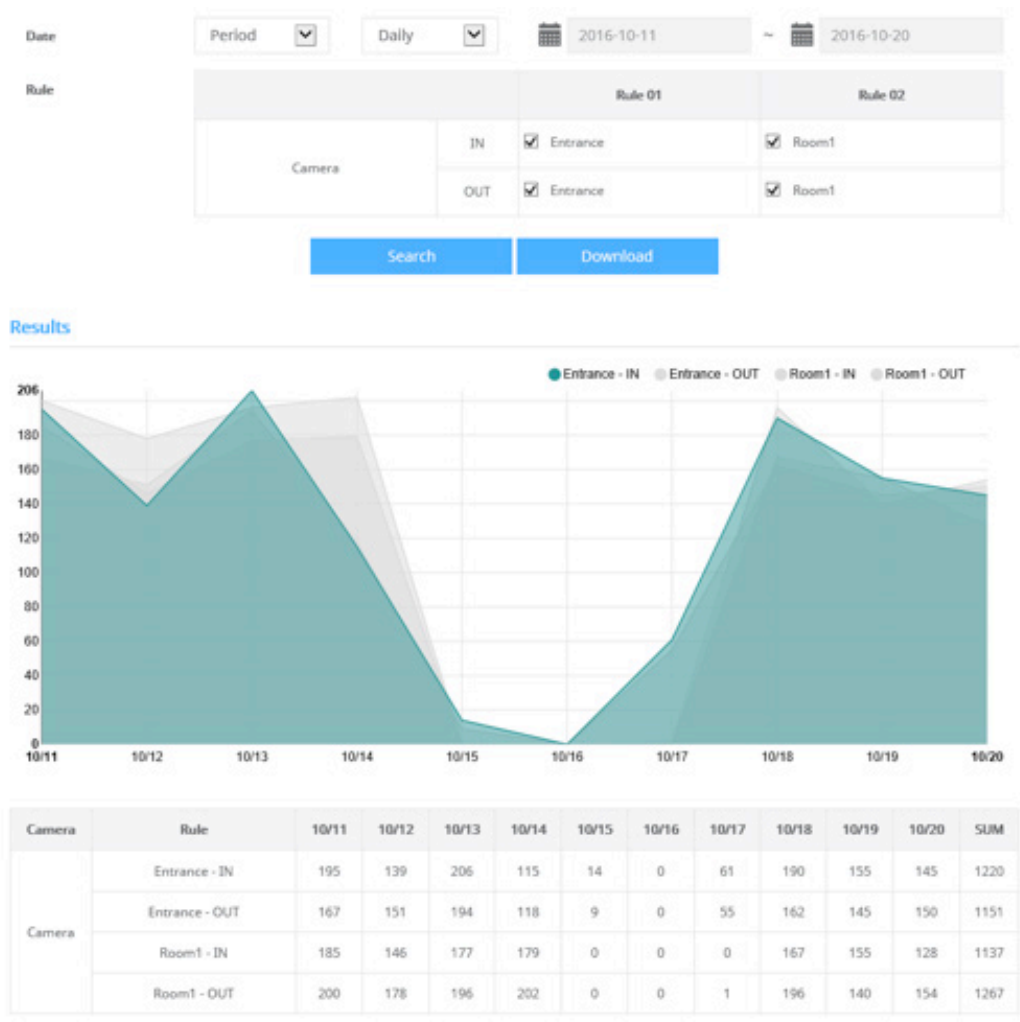 Date Period Daily 2016-10-11 ~ 2016-10-20
Rule Rule 01 Rule 02
Camera IN Entrance Room1
OUT Entrance Room1
Search Download
Results
Entrance - IN Entrance - OUT Room1 - IN Room1 - OUT
206
180
160
140
120
100
80
60
40
20
0
10/11 10/12 10/13 10/14 10/15 10/16 10/17 10/18 10/19 10/20
Camera Rule 10/11 10/12 10/13 10/14 10/15 10/16 10/17 10/18 10/19 10/20 SUM
Camera
Entrance - IN 195 139 206 115 14 0 61 190 155 145 1220
Entrance - OUT 167 151 194 118 9 0 55 162 145 150 1151
Room1 - IN 185 146 177 179 0 0 0 167 155 128 1137
Room1 - OUT 200 178 196 202 0 0 1 196 140 154 1267